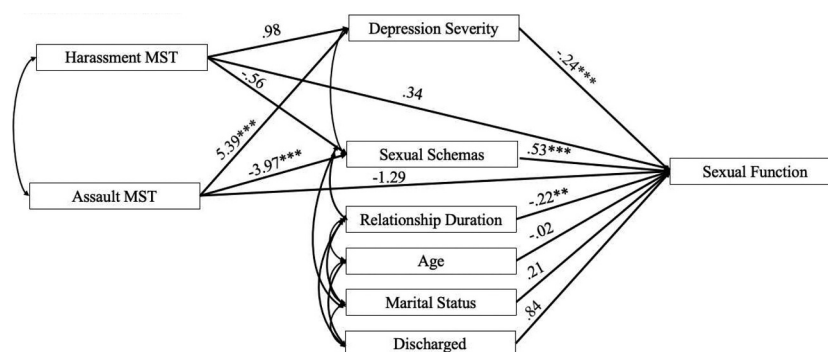 Depression Severity
.98
-.24***
Harassment MST
-.56
.34
5.39***
Sexual Schemas
.53***
-3.97***
Sexual Function
-1.29
Assault MST
-.22**
Relationship Duration
-.02
Age
.21
Marital Status
.84
Discharged